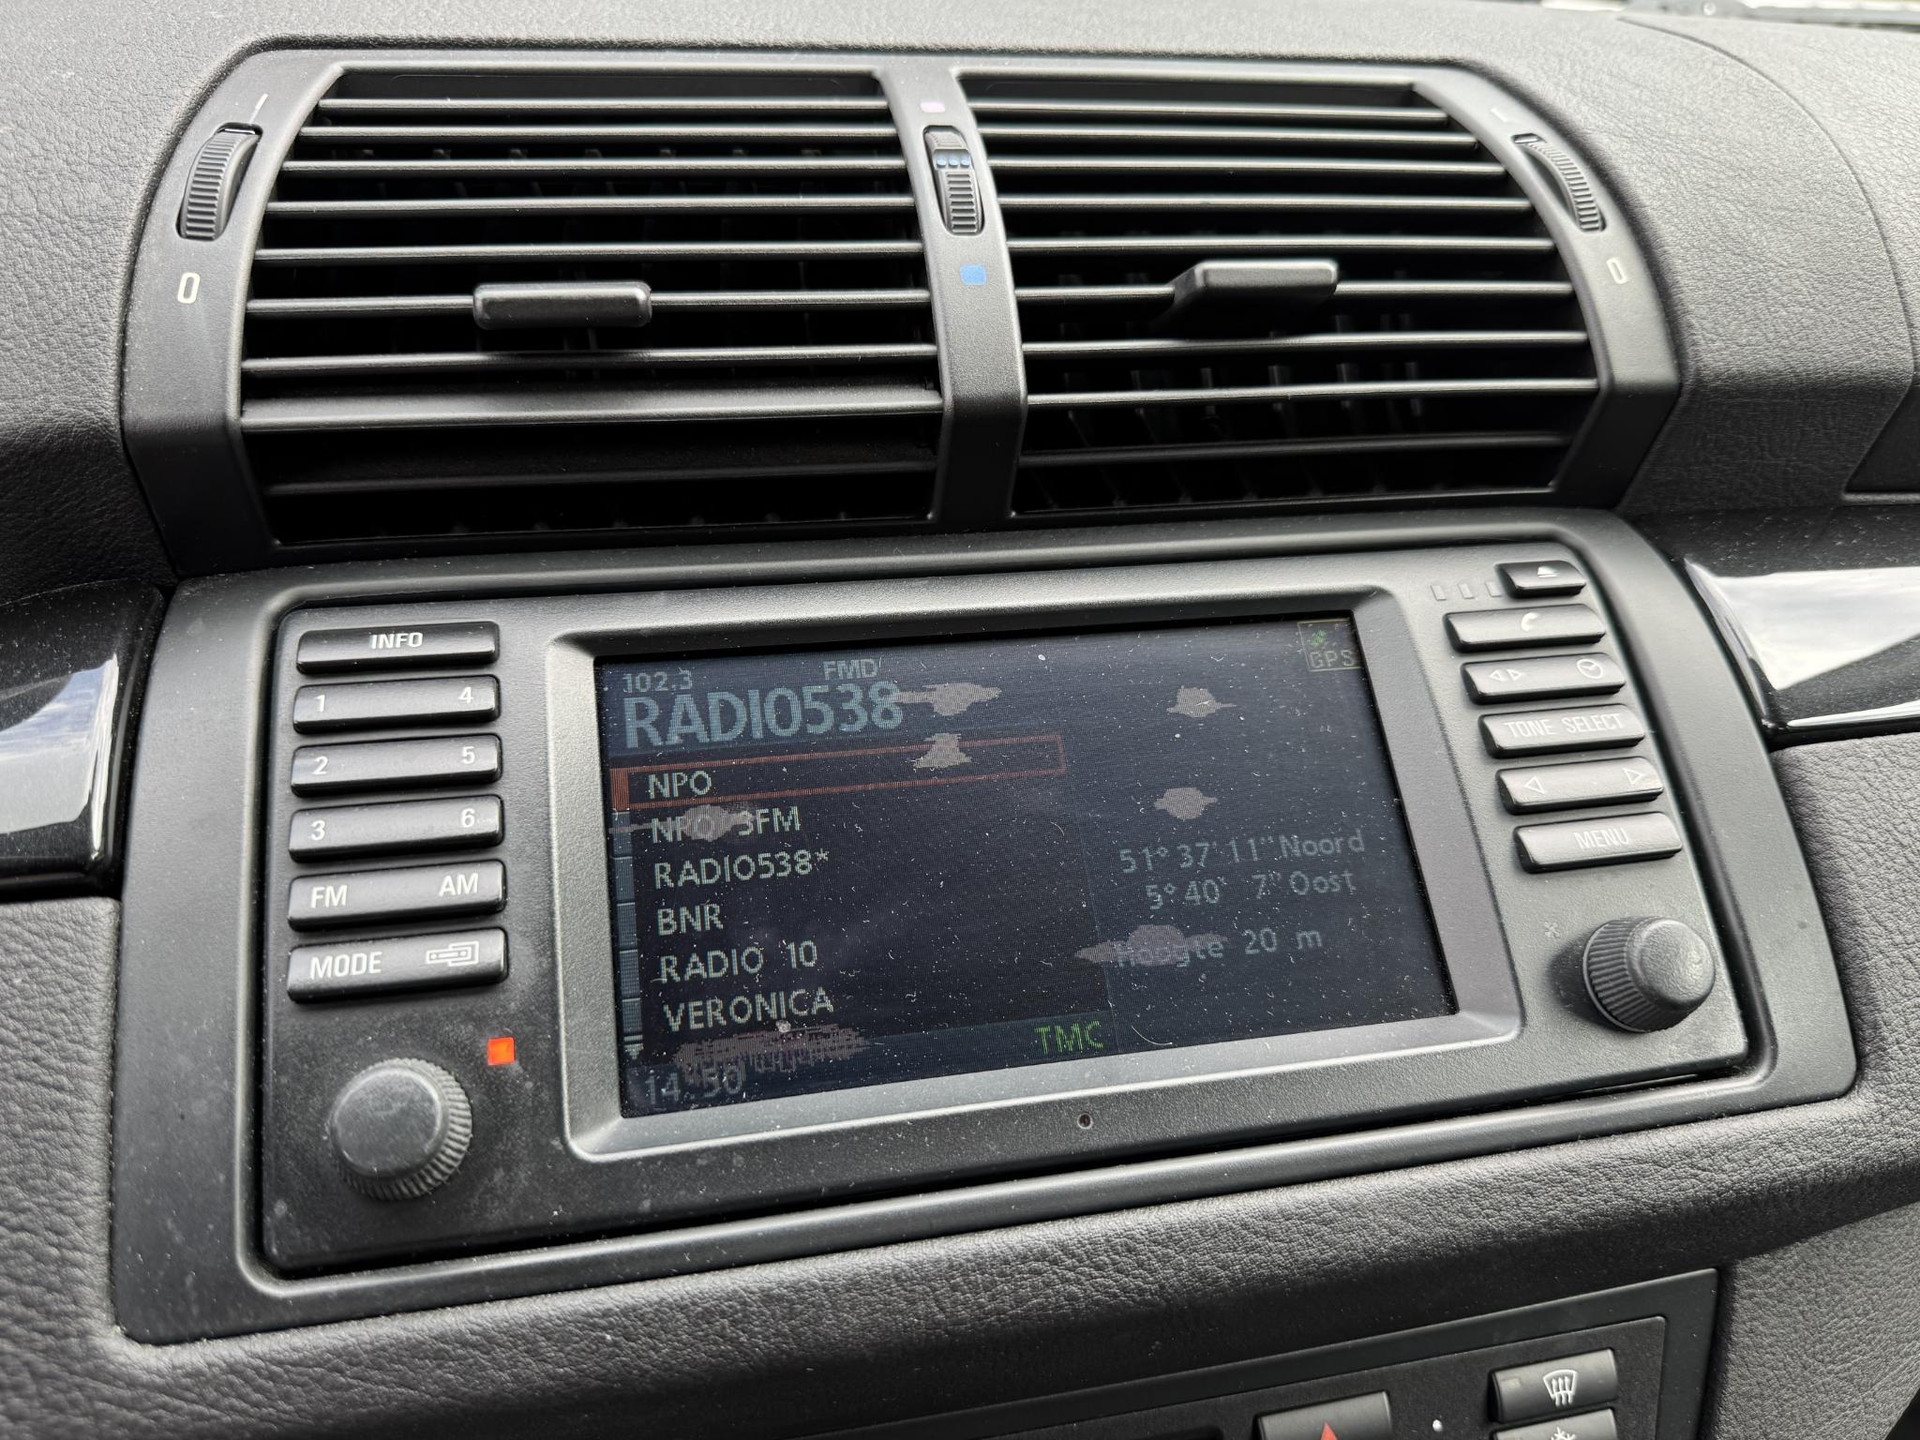 0
0
INFO
1 4
2 5
3 6
FM AM
MODE
102,3 FMD
RADIO538
GPS
NPO
NPO 3FM
RADIO538*
BNR
RADIO 10
VERONICA
TMC
14:50
51° 37' 11" Noord
5° 40' 7" Oost
Hoogte 20 m
TONE SELECT
MENU